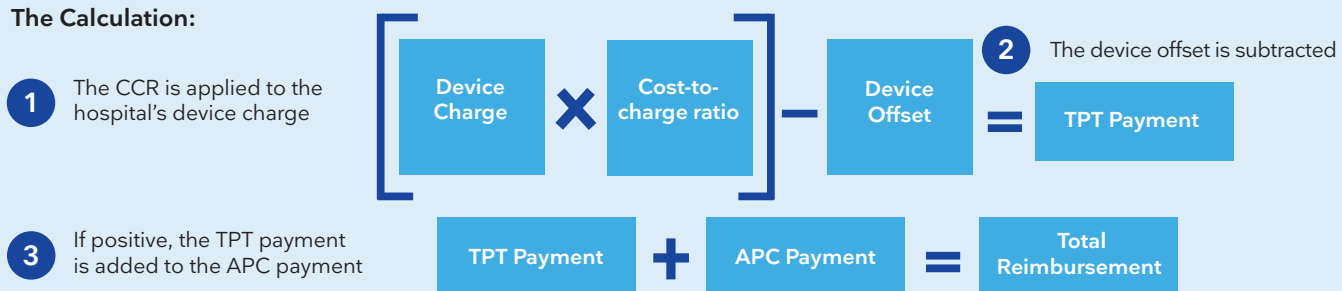 The Calculation:
1
The CCR is applied to the
hospital's device charge
Device
Charge
×
Cost-to-
charge ratio
–
Device
Offset
2
The device offset is subtracted
=
TPT Payment
3
If positive, the TPT payment
is added to the APC payment
TPT Payment
+
APC Payment
=
Total
Reimbursement